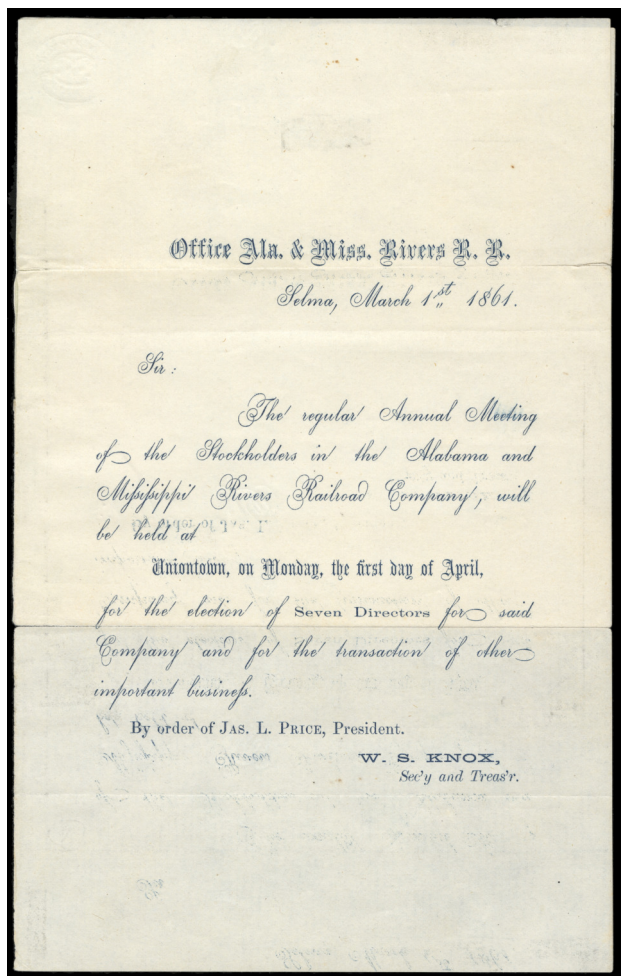 Office Ala. & Miss. Rivers R. R.
Selma, March 1st 1861.
Sir:
The regular Annual Meeting
of the Stockholders in the Alabama and
Mississippi Rivers Railroad Company, will
be held at
Uniontown, on Monday, the first day of April,
for the election of Seven Directors for said
Company and for the transaction of other
important business.
By order of Jas. L. Price, President.
W. S. KNOX,
Sec'y and Treas'r.